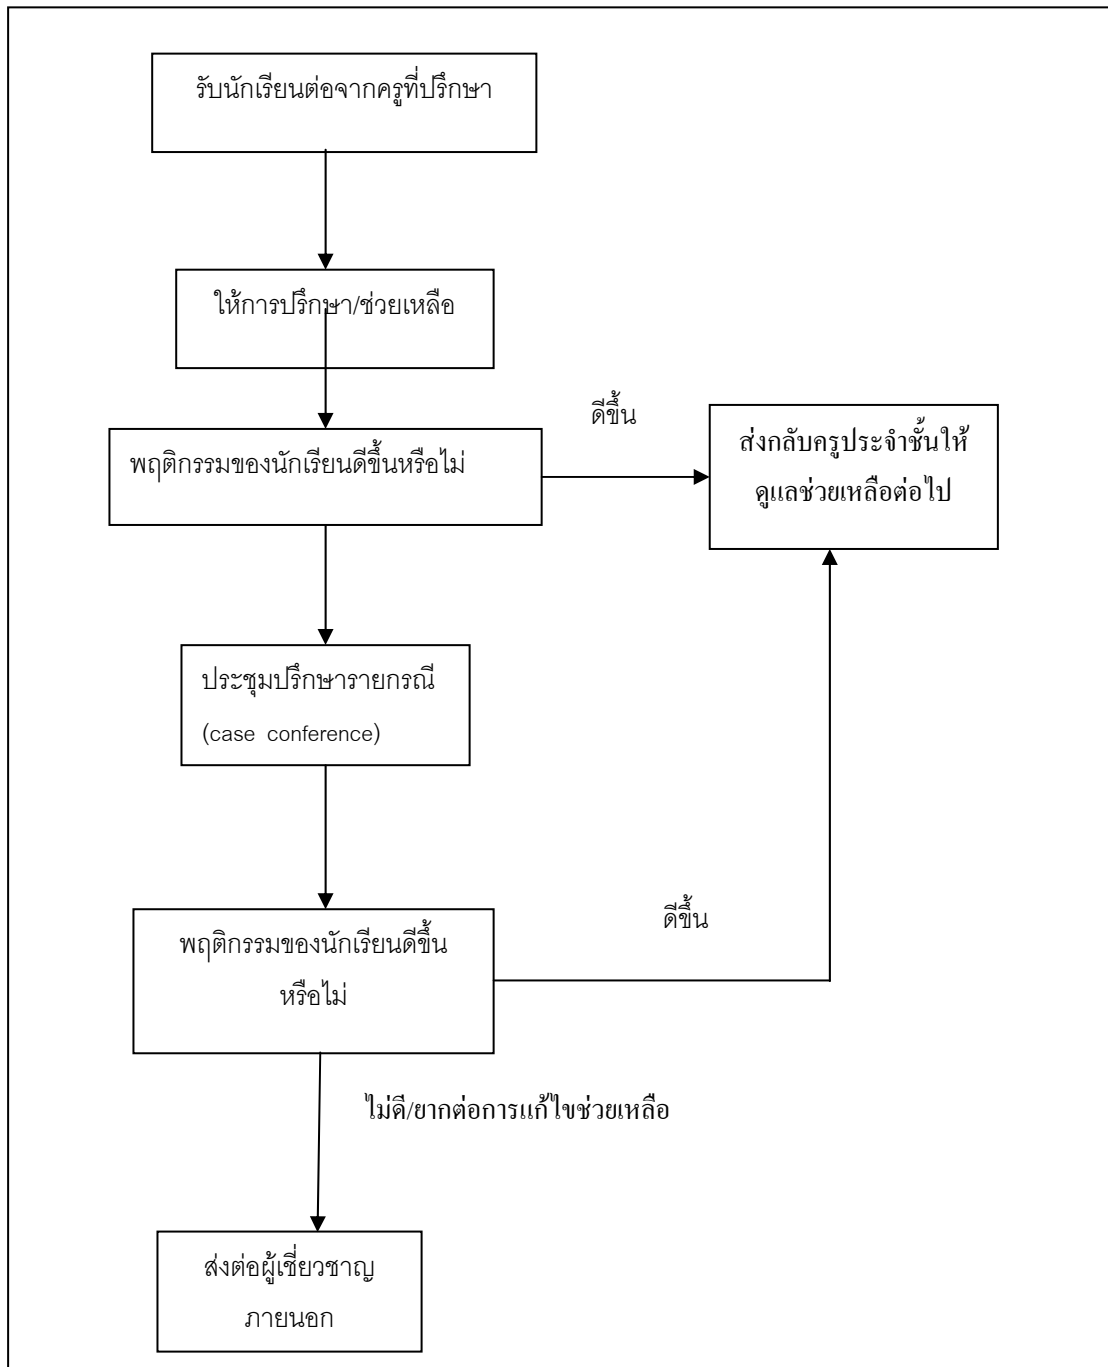 รับนักเรียนต่อจากครูที่ปรึกษา
ให้การปรึกษา/ช่วยเหลือ
ดีขึ้น
พฤติกรรมของนักเรียนดีขึ้นหรือไม่
ส่งกลับครูประจำชั้นให้
ดูแลช่วยเหลือต่อไป
ประชุมปรึกษารายกรณี
(case conference)
ดีขึ้น
พฤติกรรมของนักเรียนดีขึ้น
หรือไม่
ไม่ดี/ยากต่อการแก้ไขช่วยเหลือ
ส่งต่อผู้เชี่ยวชาญ
ภายนอก